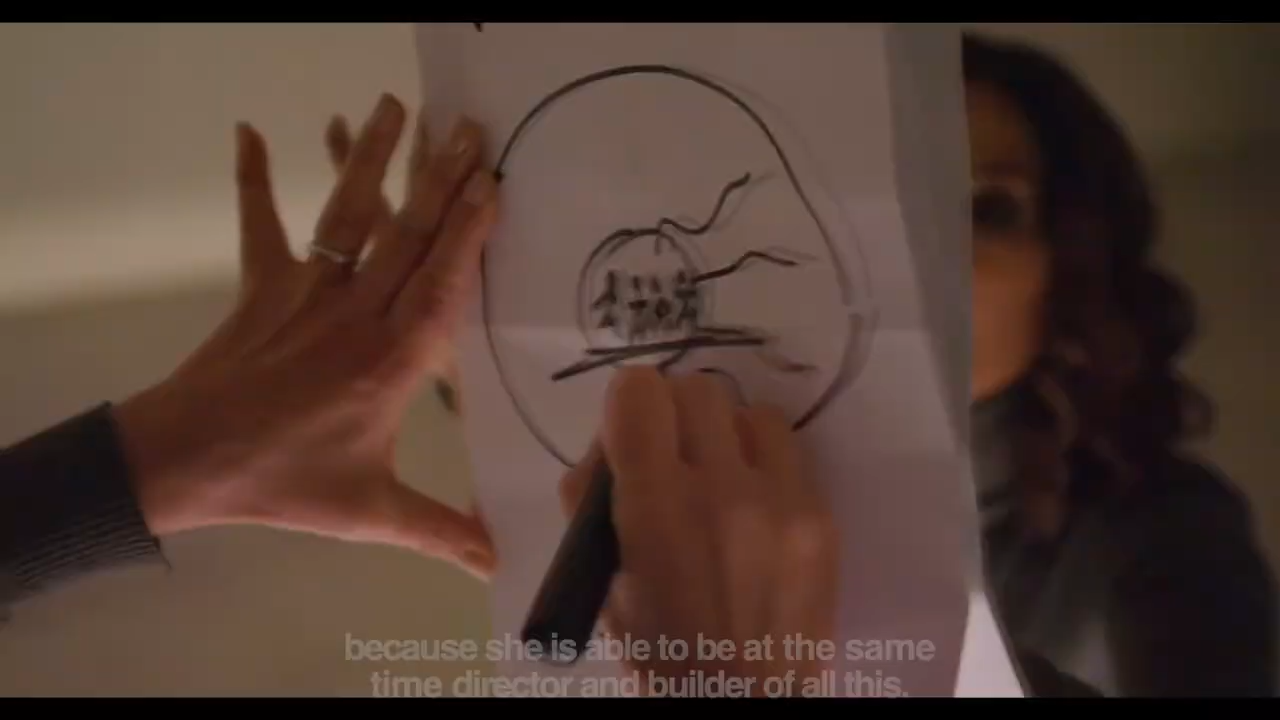 because she is able to be at the same
time director and builder of all this.